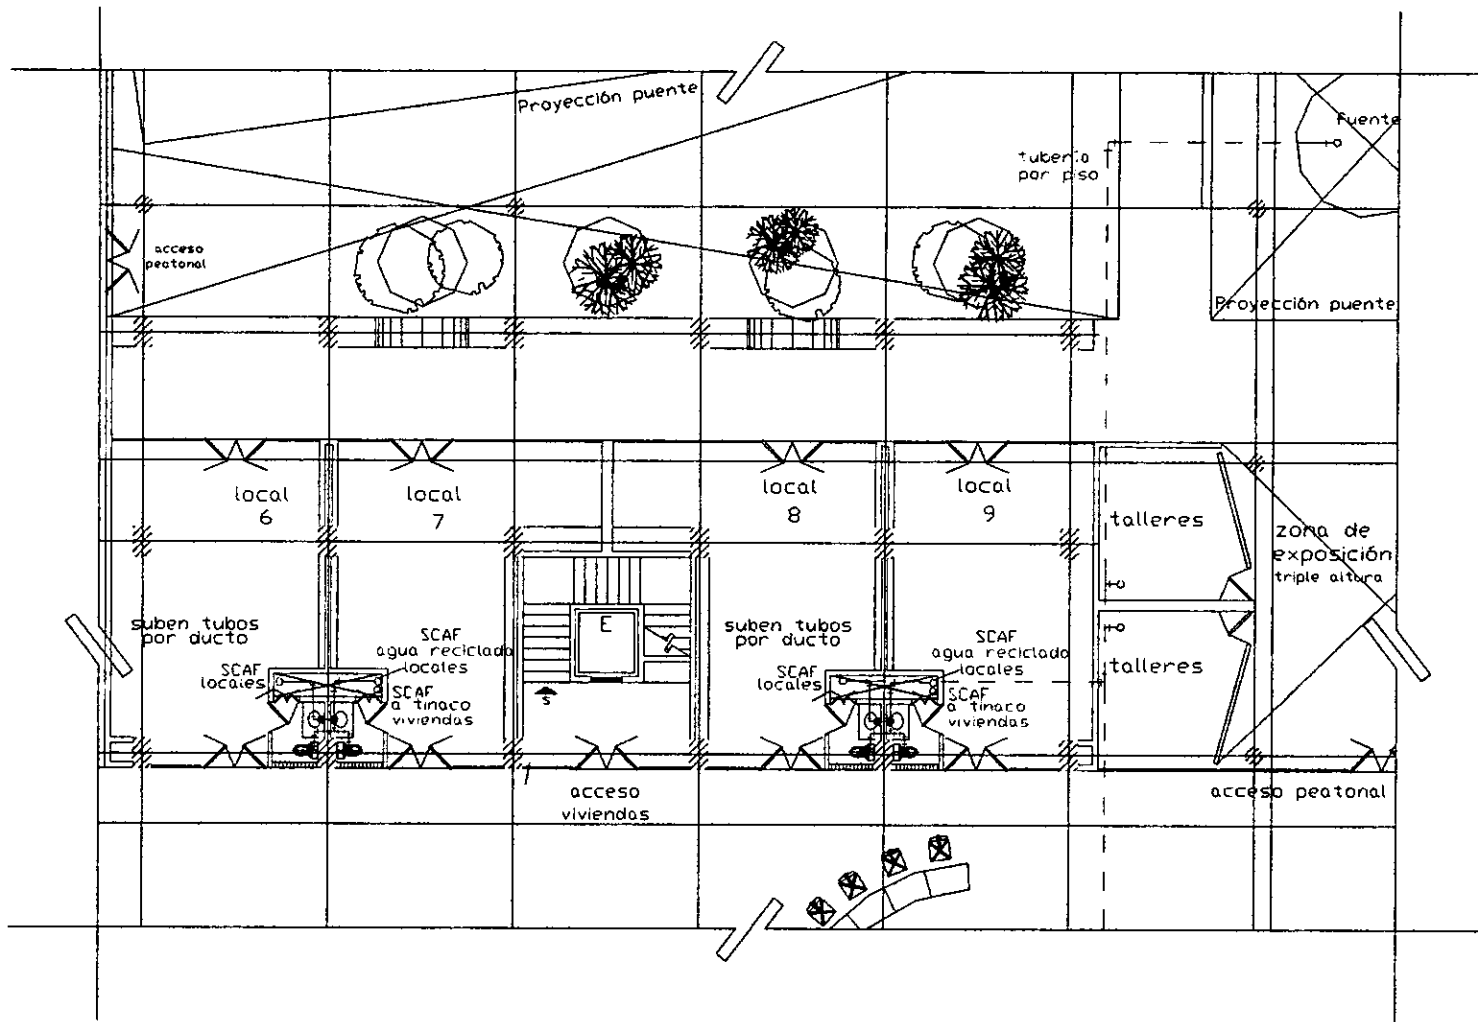 Proyección puente
fuente
tubería
por piso
acceso
peatonal
Proyección puente
local
6
local
7
local
8
local
9
talleres
zona de
exposición
triple altura
suben tubos
por ducto
SCAF
agua reciclado
locales
SCAF
locales
SCAF
a tinaco
viviendas
E
S
suben tubos
por ducto
SCAF
agua reciclado
locales
SCAF
locales
SCAF
a tinaco
viviendas
talleres
acceso
viviendas
acceso peatonal